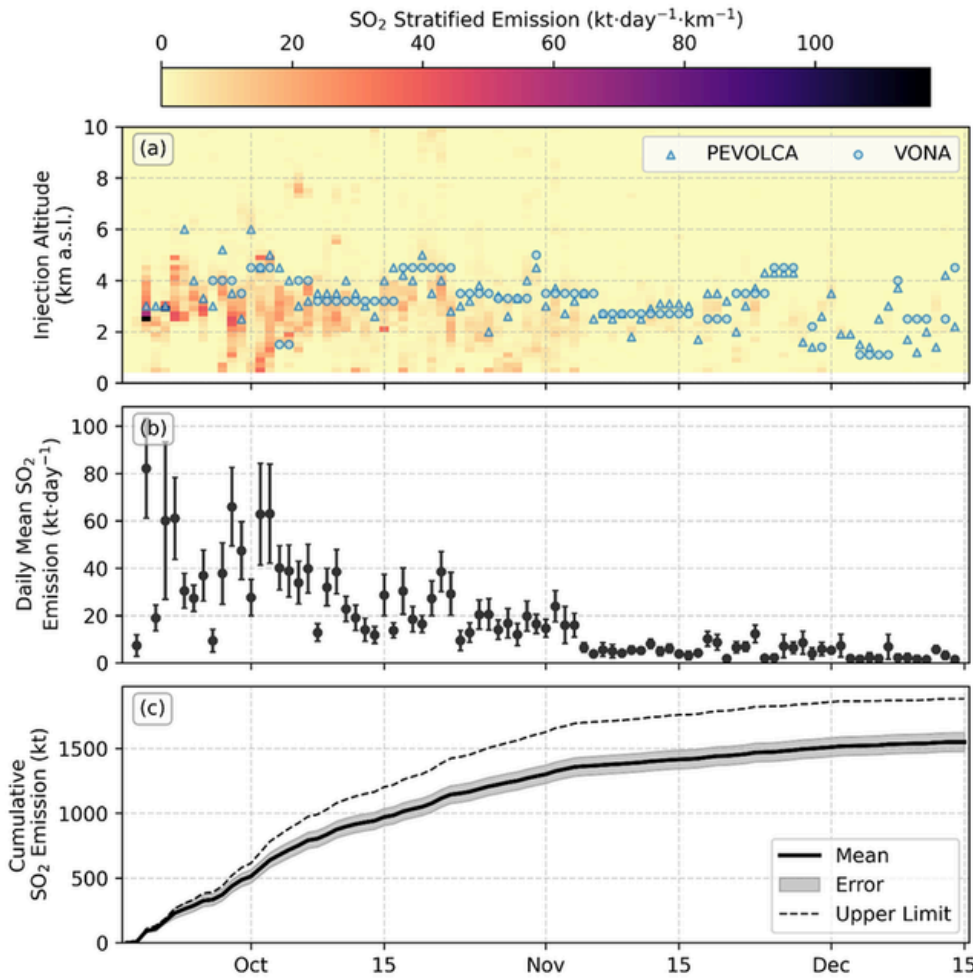 SO₂ Stratified Emission (kt·day⁻¹·km⁻¹)
0 20 40 60 80 100
(a)
PEVOLCA VONA
Injection Altitude
(km a.s.l.)
10
8
6
4
2
0
(b)
Daily Mean SO₂
Emission (kt·day⁻¹)
100
80
60
40
20
0
(c)
Cumulative
SO₂ Emission (kt)
1500
1000
500
0
Mean
Error
Upper Limit
Oct 15 Nov 15 Dec 15